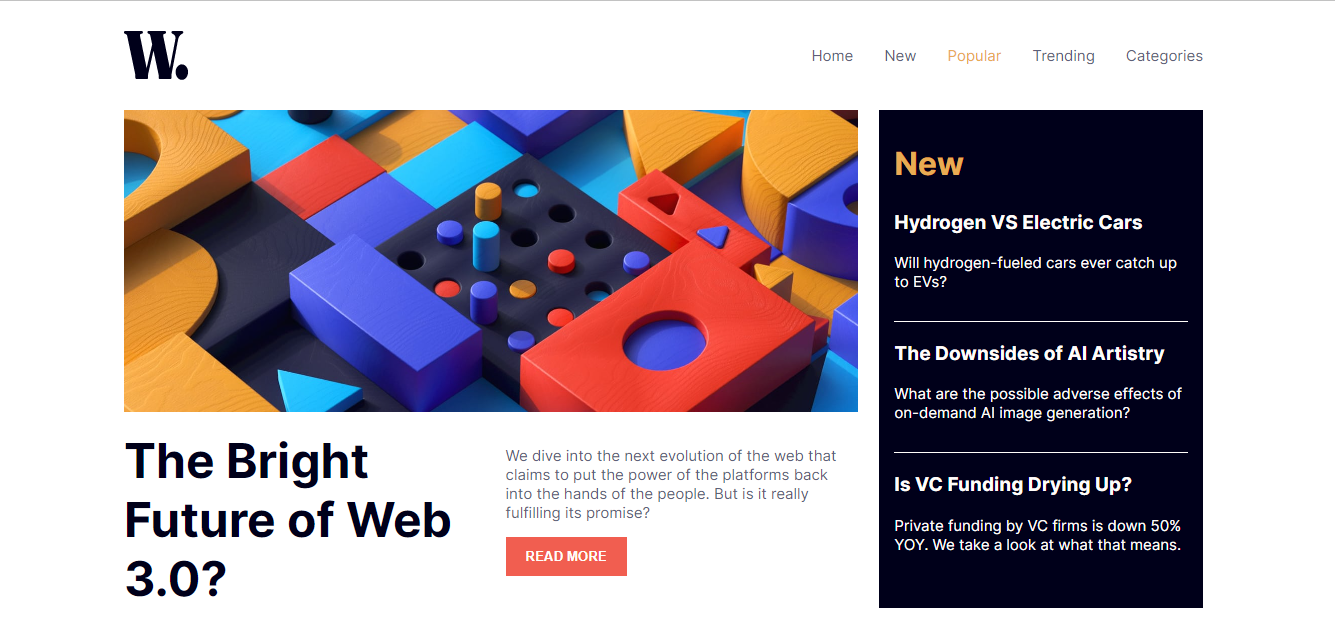 W.
Home New Popular Trending Categories
The Bright
Future of Web
3.0?
We dive into the next evolution of the web that
claims to put the power of the platforms back
into the hands of the people. But is it really
fulfilling its promise?
READ MORE
New
Hydrogen VS Electric Cars
Will hydrogen-fueled cars ever catch up
to EVs?
The Downsides of AI Artistry
What are the possible adverse effects of
on-demand AI image generation?
Is VC Funding Drying Up?
Private funding by VC firms is down 50%
YOY. We take a look at what that means.